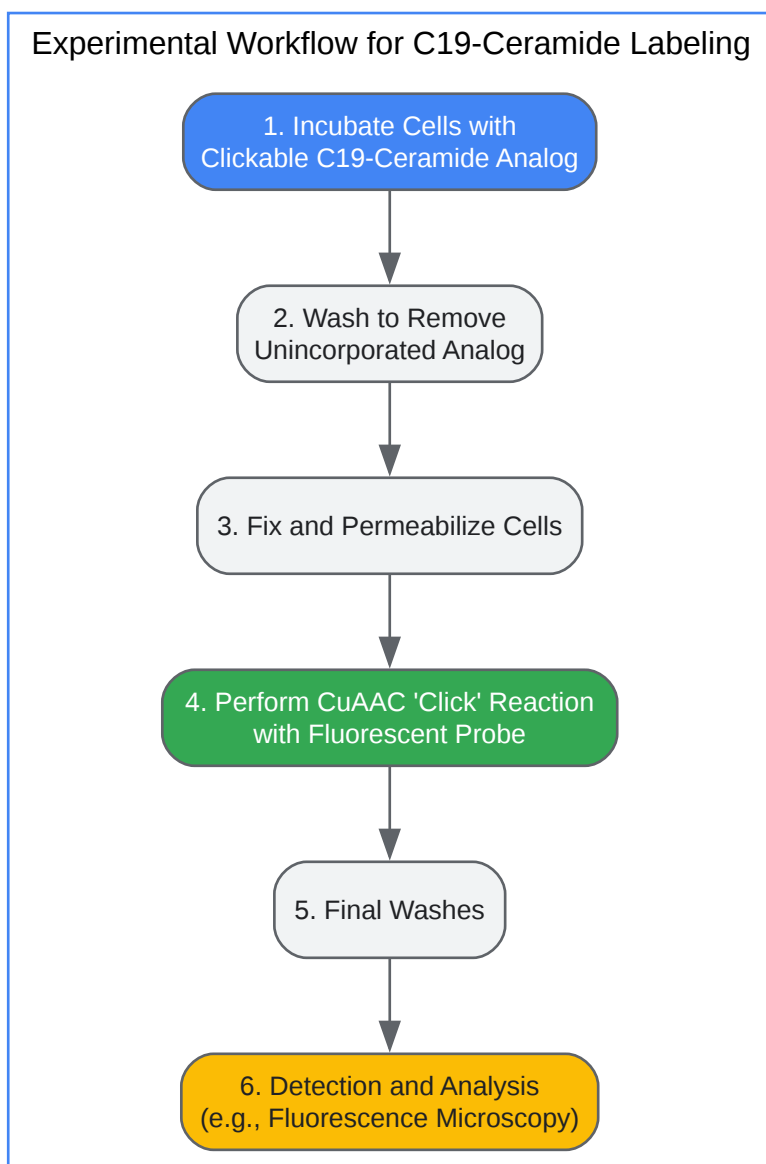 Experimental Workflow for C19-Ceramide Labeling
1. Incubate Cells with
Clickable C19-Ceramide Analog
2. Wash to Remove
Unincorporated Analog
3. Fix and Permeabilize Cells
4. Perform CuAAC 'Click' Reaction
with Fluorescent Probe
5. Final Washes
6. Detection and Analysis
(e.g., Fluorescence Microscopy)